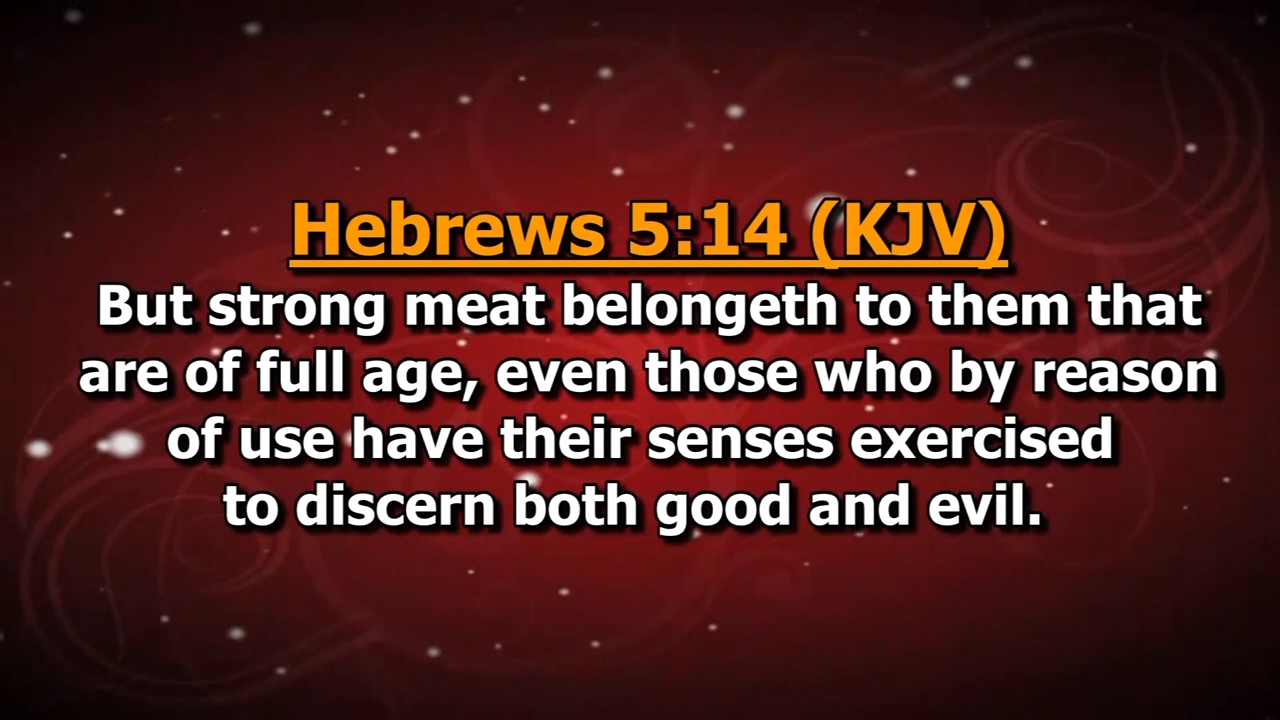 Hebrews 5:14 (KJV)
But strong meat belongeth to them that
are of full age, even those who by reason
of use have their senses exercised
to discern both good and evil.